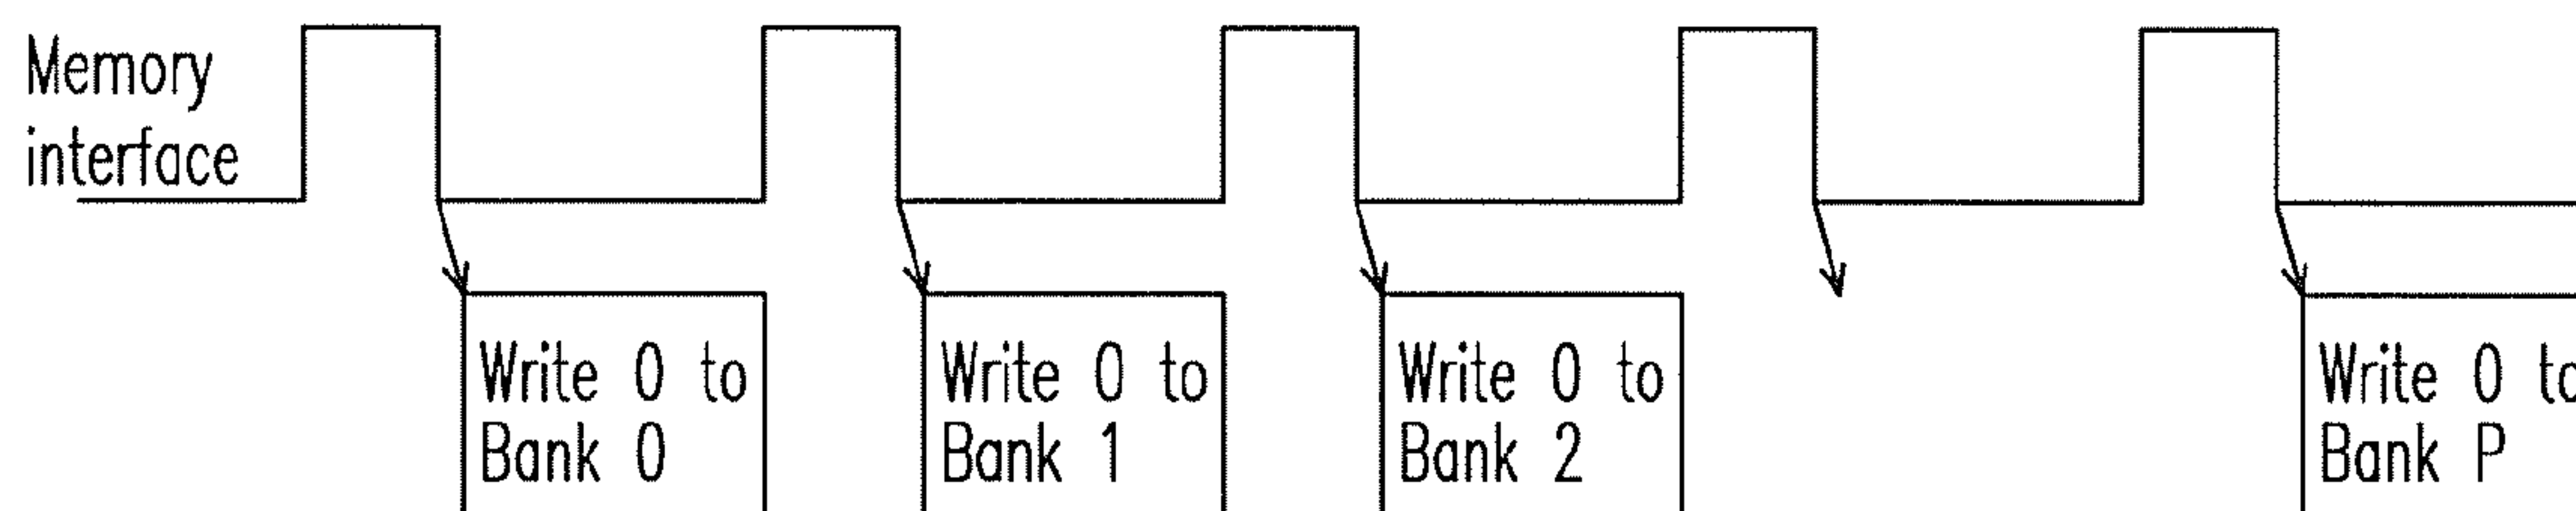 Memory
interface
Write 0 to
Bank 0
Write 0 to
Bank 1
Write 0 to
Bank 2
Write 0 to
Bank P